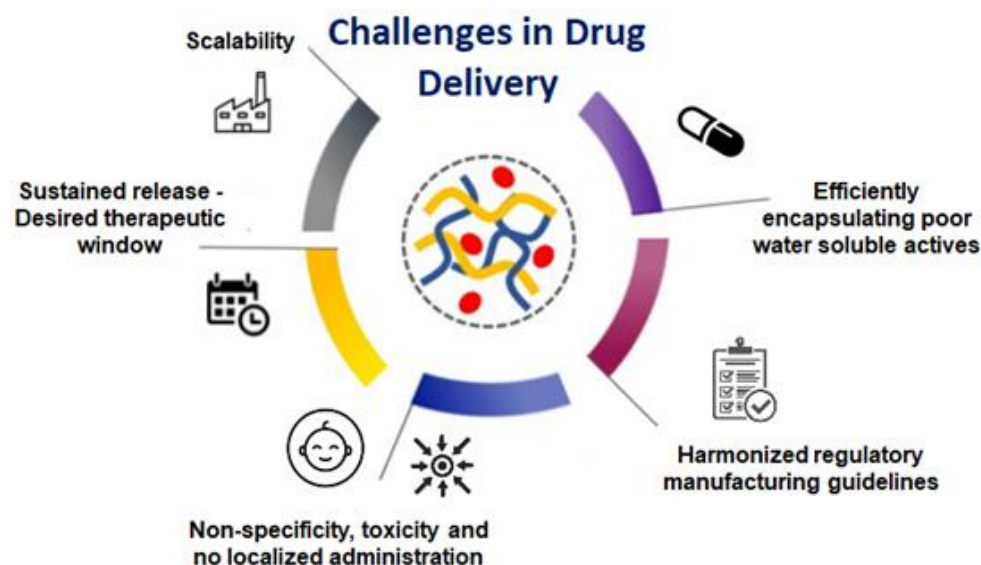 Challenges in Drug
Delivery
Scalability
Sustained release -
Desired therapeutic
window
Efficiently
encapsulating poor
water soluble actives
Harmonized regulatory
manufacturing guidelines
Non-specificity, toxicity and
no localized administration